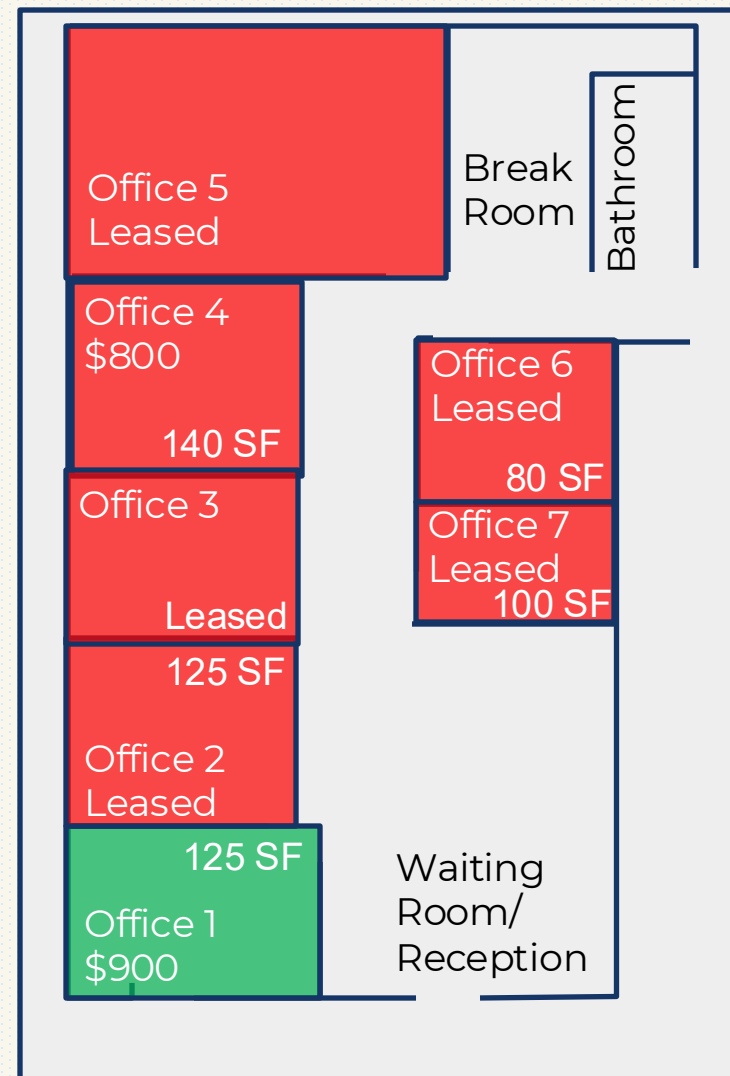 Office 5
Leased
Break
Room
Bathroom
Office 4
$800
140 SF
Office 6
Leased
80 SF
Office 3
Leased
Office 7
Leased
100 SF
125 SF
Office 2
Leased
125 SF
Office 1
$900
Waiting
Room/
Reception